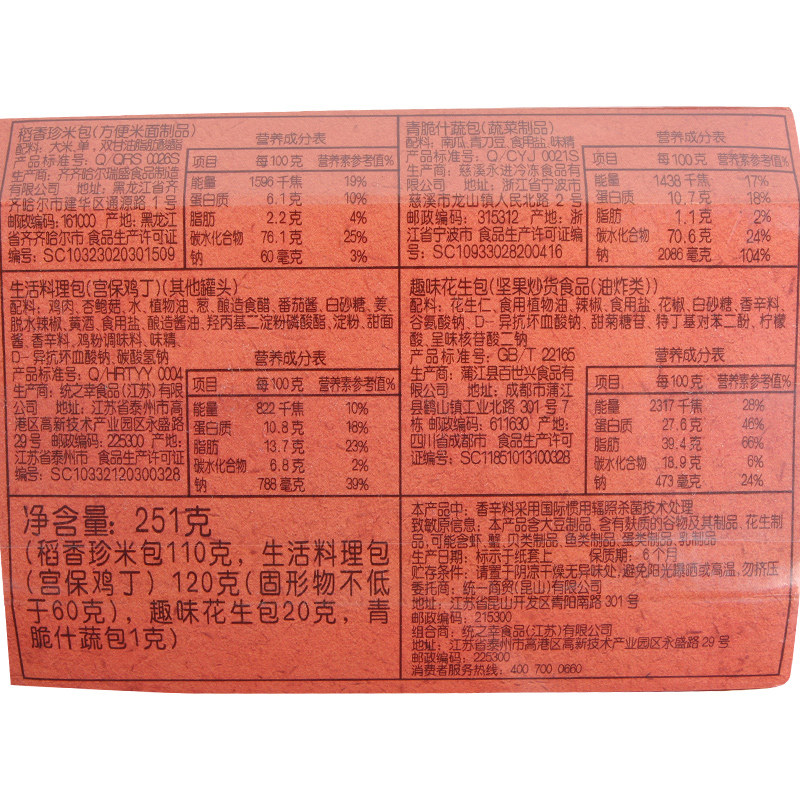 稻香珍米包(方便米面制品)
配料：大米,单，双甘油脂肪酸酯
产品标准号：Q/QRS 0026S
生产商：齐齐哈尔瑞盛食品制造
有限公司 地址：黑龙江省齐
齐哈尔市建华区通源路1号
邮政编码：161000 产地：黑龙江
省齐齐哈尔市 食品生产许可证
编号：SC10323020301509
营养成分表
项目 每100克 营养素参考值%
能量 1596千焦 19%
蛋白质 6.1克 10%
脂肪 2.2克 4%
碳水化合物 76.1克 25%
钠 60毫克 3%
青脆什蔬包(蔬菜制品)
配料：南瓜,青刀豆,食用盐,味精
产品标准号：Q/CYJ 0021S
生产商：慈溪永进冷冻食品有
限公司 地址：浙江省宁波市
慈溪市龙山镇人民北路2号
邮政编码：315312 产地：浙
江省宁波市 食品生产许可证编
号：SC10933028200416
营养成分表
项目 每100克 营养素参考值%
能量 1438千焦 17%
蛋白质 10.7克 18%
脂肪 1.1克 2%
碳水化合物 70.6克 24%
钠 2086毫克 104%
生活料理包(宫保鸡丁)(其他罐头)
配料：鸡肉、杏鲍菇、水、植物油、葱、酿造食醋、番茄酱、白砂糖、姜、
脱水辣椒、黄酒、食用盐、酿造酱油、羟丙基二淀粉磷酸酯、淀粉、甜面
酱、香辛料、鸡粉调味料、味精、
D-异抗坏血酸钠、碳酸氢钠
产品标准号：Q/HRTYY 0004
生产商：统之幸食品(江苏)有限
公司 地址：江苏省泰州市高
港区高新技术产业园区永盛路
29号 邮政编码：225300 产地：
江苏省泰州市 食品生产许可证
编号：SC10332120300328
营养成分表
项目 每100克 营养素参考值%
能量 822千焦 10%
蛋白质 10.8克 18%
脂肪 13.7克 23%
碳水化合物 6.8克 2%
钠 788毫克 39%
趣味花生包(坚果炒货食品(油炸类))
配料：花生仁、食用植物油、辣椒、食用盐、花椒、白砂糖、香辛料、
谷氨酸钠、D-异抗坏血酸钠、甜菊糖苷、特丁基对苯二酚、柠檬
酸、呈味核苷酸二钠
产品标准号：GB/T 22165
生产商：蒲江县百世兴食品有
限公司 地址：成都市蒲江
县鹤山镇工业北路301号7
栋 邮政编码：611630 产地：
四川省成都市 食品生产许可
证编号：SC11851013100328
营养成分表
项目 每100克 营养素参考值%
能量 2317千焦 28%
蛋白质 27.6克 46%
脂肪 39.4克 66%
碳水化合物 18.9克 6%
钠 473毫克 24%
净含量：251克
(稻香珍米包110克，生活料理包
(宫保鸡丁)120克(固形物不低
于60克)，趣味花生包20克，青
脆什蔬包1克)
本产品中：香辛料采用国际惯用辐照杀菌技术处理
致敏原信息：本产品含大豆制品、含有麸质的谷物及其制品、花生制
品,可能含虾、蟹、贝类制品、鱼类制品、蛋类制品、乳制品
生产日期：标示于纸套上 保质期：6个月
贮存条件：请置于阴凉干燥无异味处,避免阳光曝晒或高温,勿挤压
委托商：统一商贸(昆山)有限公司
地址：江苏省昆山开发区青阳南路301号
邮政编码：215300
组合商：统之幸食品(江苏)有限公司
地址：江苏省泰州市高港区高新技术产业园区永盛路29号
邮政编码：225300
消费者服务热线：400 700 0660